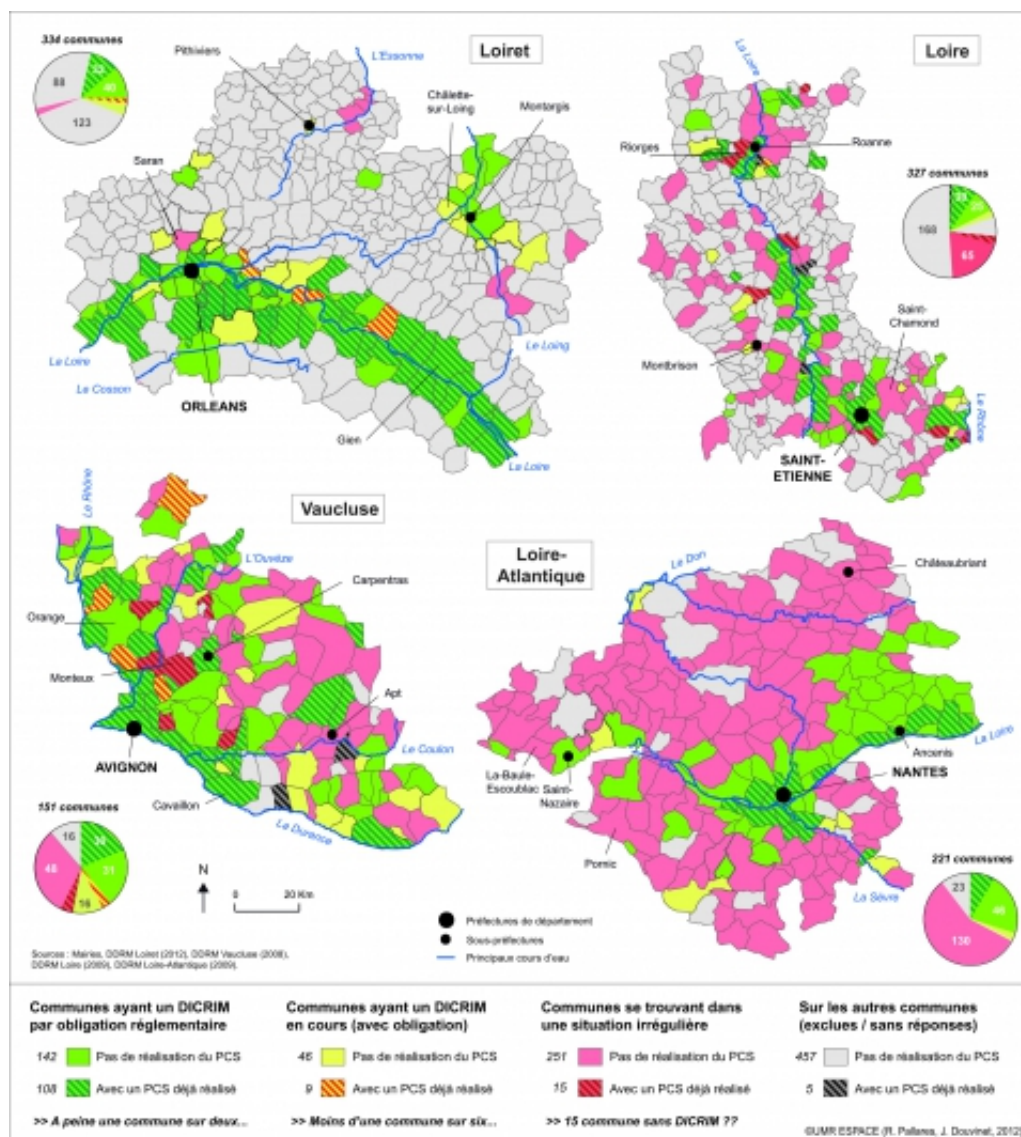 334 communes
88
40
123
Loiret
Pithiviers
L'Essonne
Châlette-
sur-Loing
Montargis
Saran
La Loire
Le Cosson
ORLEANS
Gien
Le Loing
La Loire
Loire
La Loire
Riorges
Roanne
327 communes
168
65
Saint-
Chamond
Montbrison
SAINT-
ETIENNE
Le Rhône
Vaucluse
Le Rhône
L'Ouvèze
Carpentras
Orange
Monteux
Apt
AVIGNON
Le Coulon
Cavaillon
La Durance
151 communes
16
31
16
48
Loire-
Atlantique
Le Don
Châteaubriant
La-Baule-
Escoublac
Saint-
Nazaire
Ancenis
La Loire
NANTES
Pornic
La Sèvre
221 communes
23
46
130
N
0 20 Km
Préfectures de département
Sous-préfectures
Principaux cours d'eau
Sources : Mairies, DDRM Loiret (2012), DDRM Vaucluse (2008),
DDRM Loire (2009), DDRM Loire-Atlantique (2009).
Communes ayant un DICRIM
par obligation réglementaire
142 Pas de réalisation du PCS
108 Avec un PCS déjà réalisé
>> A peine une commune sur deux...
Communes ayant un DICRIM
en cours (avec obligation)
46 Pas de réalisation du PCS
9 Avec un PCS déjà réalisé
>> Moins d'une commune sur six...
Communes se trouvant dans
une situation irrégulière
251 Pas de réalisation du PCS
15 Avec un PCS déjà réalisé
>> 15 commune sans DICRIM ??
Sur les autres communes
(exclues / sans réponses)
457 Pas de réalisation du PCS
5 Avec un PCS déjà réalisé
©UMR ESPACE (R. Pallares, J. Douvinet, 2012)